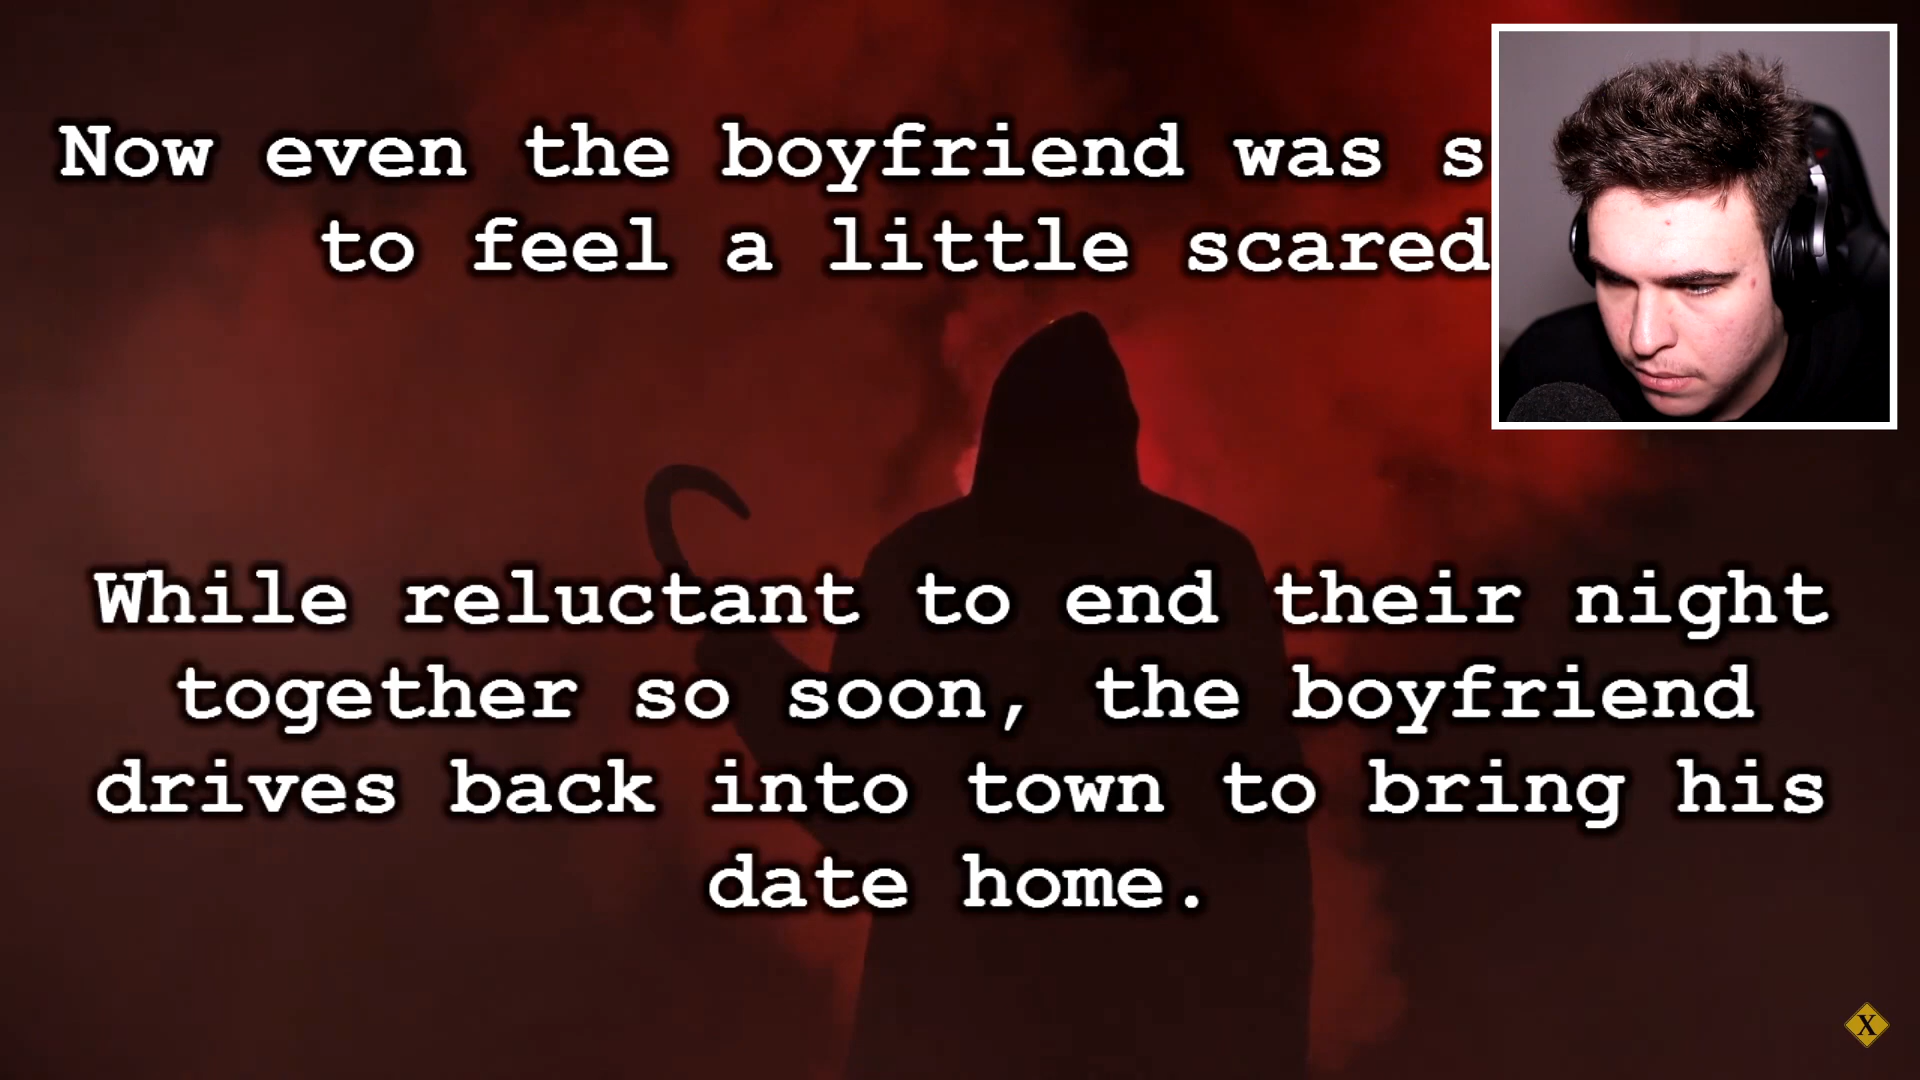 Now even the boyfriend was s
to feel a little scared
While reluctant to end their night
together so soon, the boyfriend
drives back into town to bring his
date home.
X